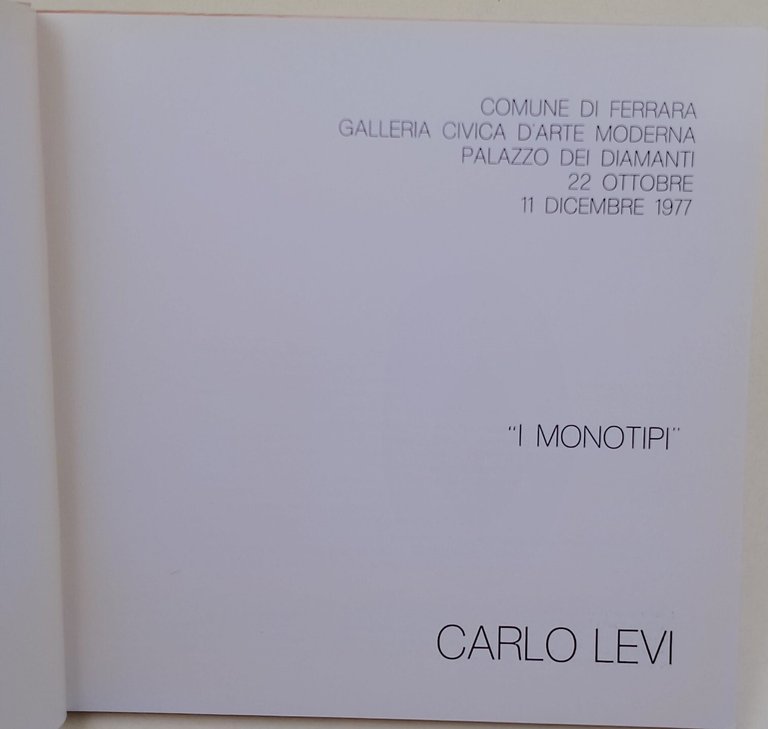 COMUNE DI FERRARA
GALLERIA CIVICA D'ARTE MODERNA
PALAZZO DEI DIAMANTI
22 OTTOBRE
11 DICEMBRE 1977
"I MONOTIPI"
CARLO LEVI